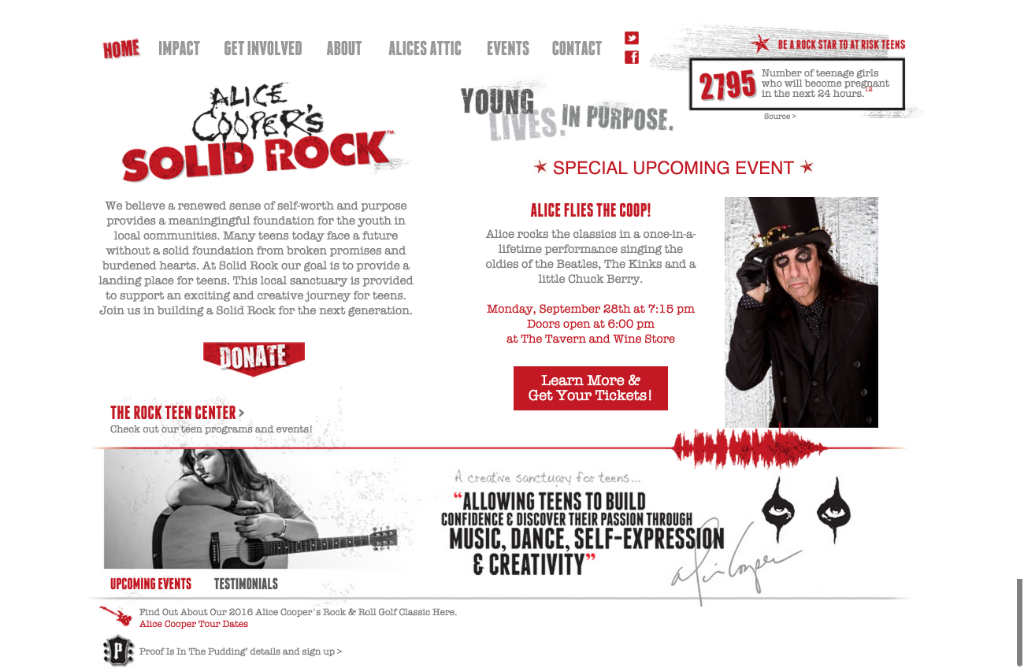 HOME IMPACT GET INVOLVED ABOUT ALICES ATTIC EVENTS CONTACT
BE A ROCK STAR TO AT RISK TEENS
2795
Number of teenage girls
who will become pregnant
in the next 24 hours.
Source >
ALICE
COOPER'S
SOLID ROCK™
YOUNG
LIVES.
IN PURPOSE.
SPECIAL UPCOMING EVENT
We believe a renewed sense of self-worth and purpose
provides a meaningingful foundation for the youth in
local communities. Many teens today face a future
without a solid foundation from broken promises and
burdened hearts. At Solid Rock our goal is to provide a
landing place for teens. This local sanctuary is provided
to support an exciting and creative journey for teens.
Join us in building a Solid Rock for the next generation.
DONATE
ALICE FLIES THE COOP!
Alice rocks the classics in a once-in-a-
lifetime performance singing the
oldies of the Beatles, The Kinks and a
little Chuck Berry.
Monday, September 28th at 7:15 pm
Doors open at 6:00 pm
at The Tavern and Wine Store
Learn More &
Get Your Tickets!
THE ROCK TEEN CENTER >
Check out our teen programs and events!
A creative sanctuary for teens...
“ALLOWING TEENS TO BUILD
CONFIDENCE & DISCOVER THEIR PASSION THROUGH
MUSIC, DANCE, SELF-EXPRESSION
& CREATIVITY”
Alice Cooper
UPCOMING EVENTS TESTIMONIALS
Find Out About Our 2016 Alice Cooper's Rock & Roll Golf Classic Here.
Alice Cooper Tour Dates
P
Proof Is In The Pudding' details and sign up >